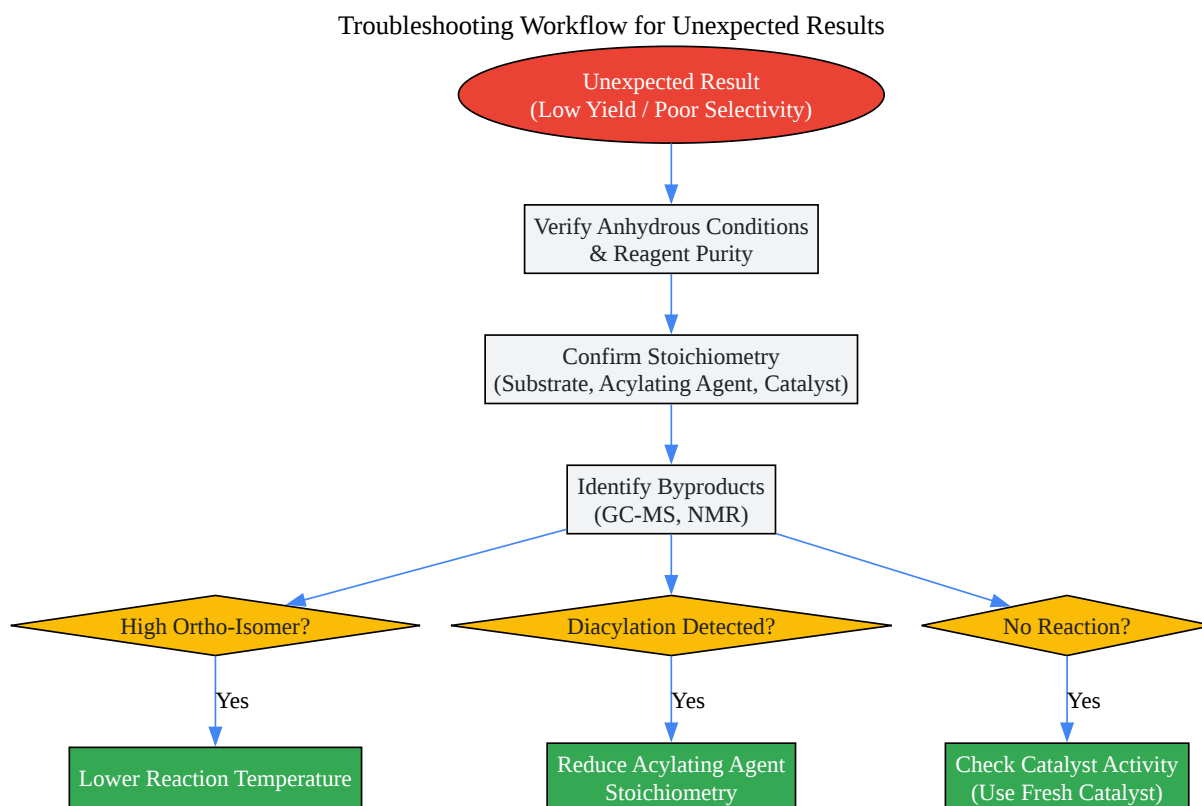 Troubleshooting Workflow for Unexpected Results
Unexpected Result
(Low Yield / Poor Selectivity)
Verify Anhydrous Conditions
& Reagent Purity
Confirm Stoichiometry
(Substrate, Acylating Agent, Catalyst)
Identify Byproducts
(GC-MS, NMR)
High Ortho-Isomer?
Diacylation Detected?
No Reaction?
Yes
Yes
Yes
Lower Reaction Temperature
Reduce Acylating Agent
Stoichiometry
Check Catalyst Activity
(Use Fresh Catalyst)